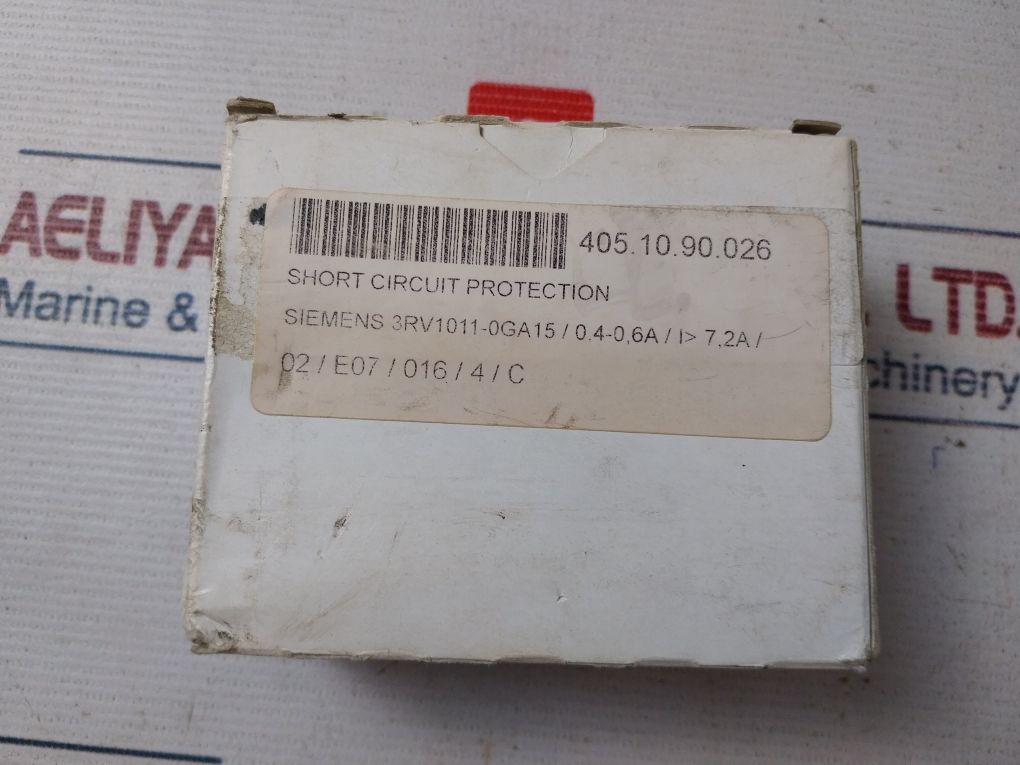 405.10.90.026
SHORT CIRCUIT PROTECTION
SIEMENS 3RV1011-0GA15 / 0.4-0,6A / I> 7,2A /
02 / E07 / 016 / 4 / C
AELIYA
LTD.
Marine &
chinery